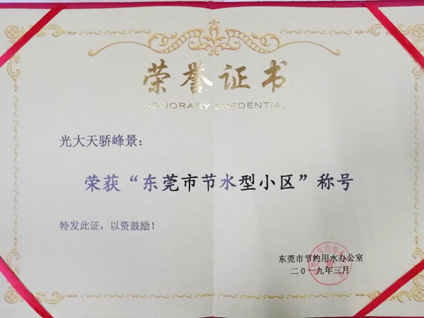 荣誉证书
HONORARY CREDENTIAL
光大天骄峰景：
荣获“东莞市节水型小区”称号
特发此证，以资鼓励！
东莞市节约用水办公室
二〇一九年三月